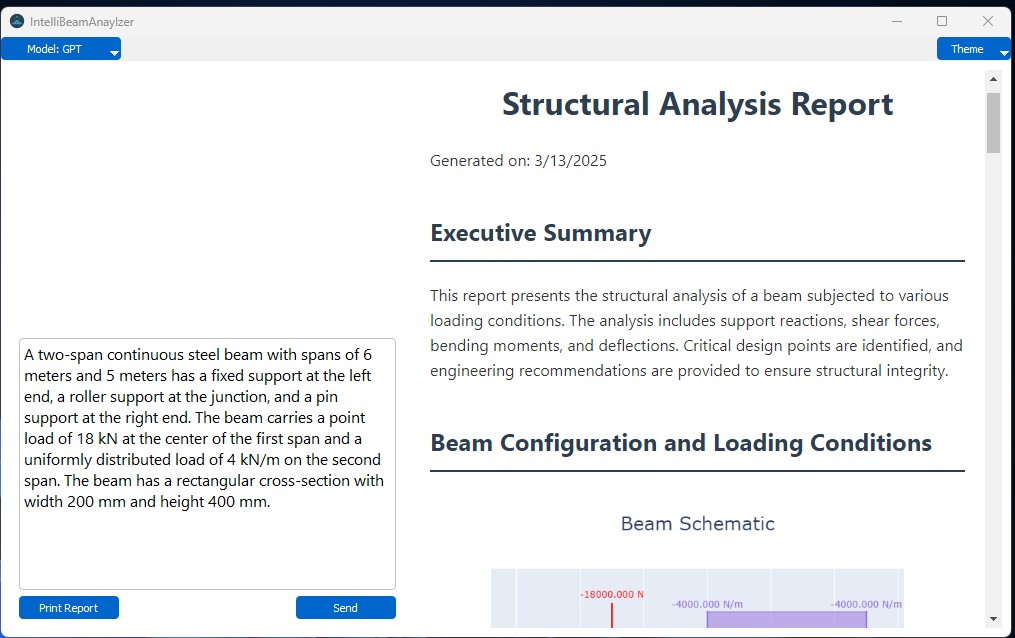 IntelliBeamAnaylzer
Model: GPT
Theme
Structural Analysis Report
Generated on: 3/13/2025
Executive Summary
This report presents the structural analysis of a beam subjected to various
loading conditions. The analysis includes support reactions, shear forces,
bending moments, and deflections. Critical design points are identified, and
engineering recommendations are provided to ensure structural integrity.
Beam Configuration and Loading Conditions
Beam Schematic
-18000.000 N
-4000.000 N/m
-4000.000 N/m
A two-span continuous steel beam with spans of 6
meters and 5 meters has a fixed support at the left
end, a roller support at the junction, and a pin
support at the right end. The beam carries a point
load of 18 kN at the center of the first span and a
uniformly distributed load of 4 kN/m on the second
span. The beam has a rectangular cross-section with
width 200 mm and height 400 mm.
Print Report
Send